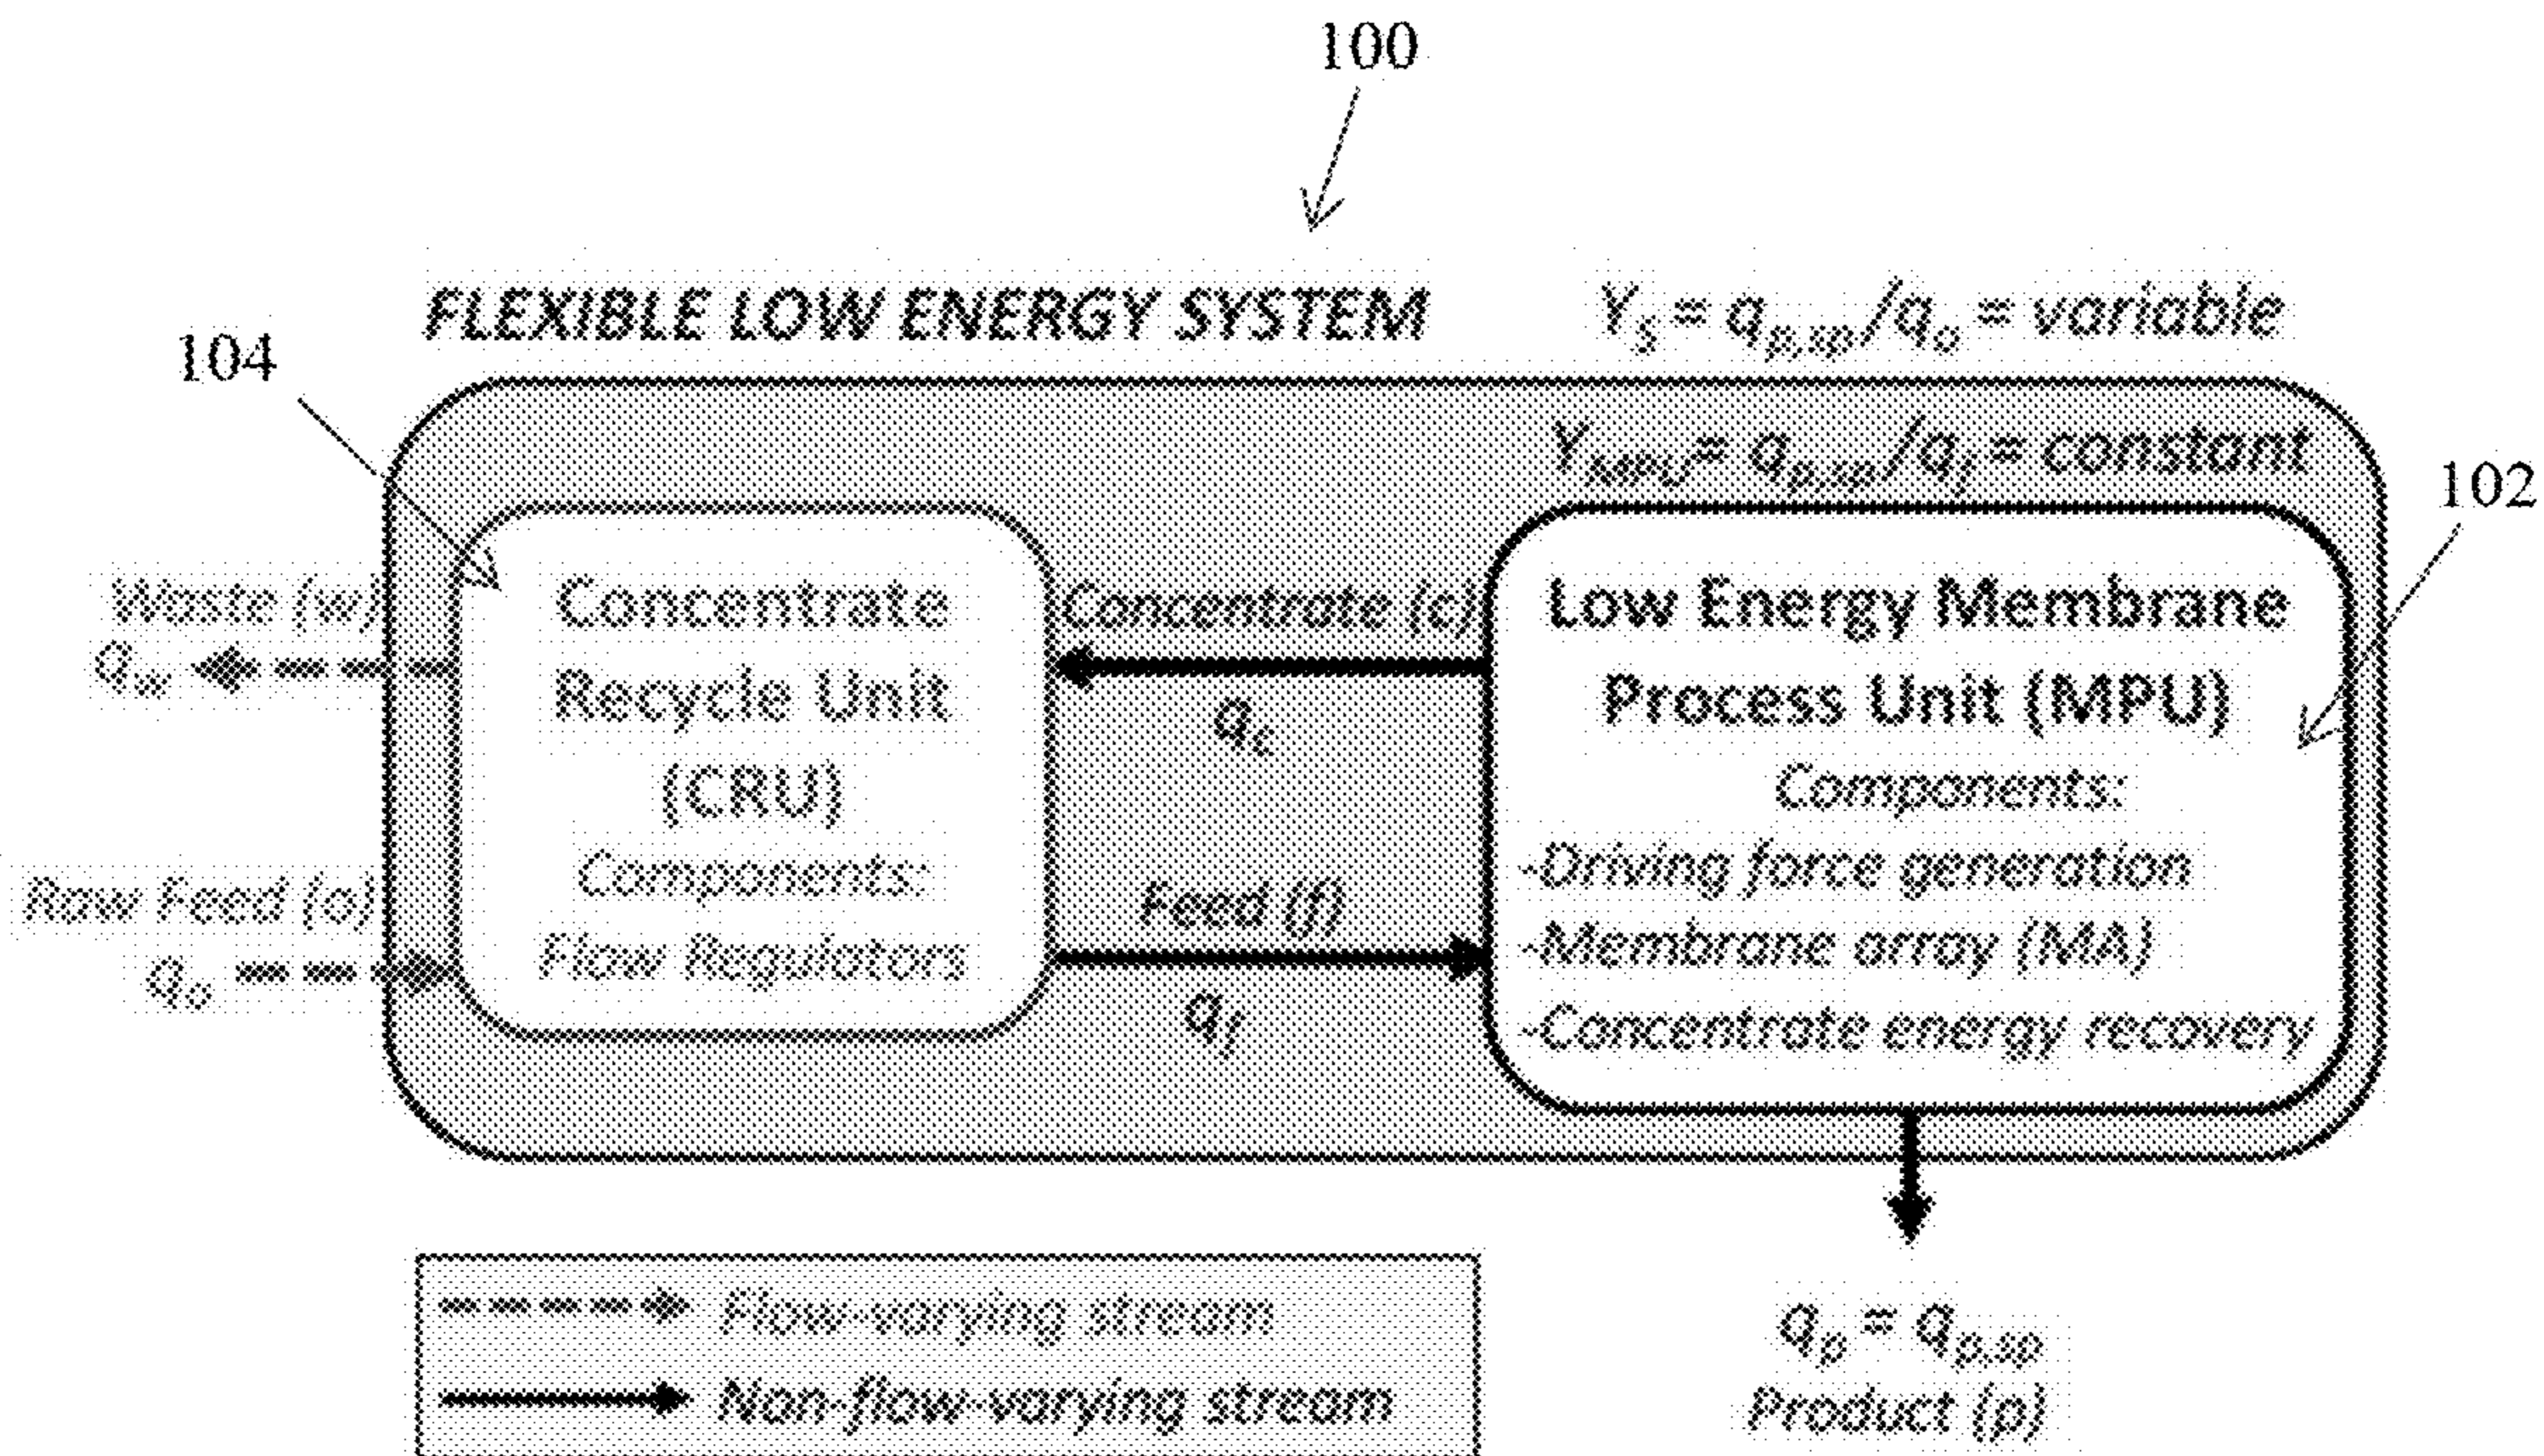 100
FLEXIBLE LOW ENERGY SYSTEM
Y_S = q_p,sp/q_o = variable
104
Y_MPU = q_p,sp/q_f = constant
102
Waste (w)
q_w
Concentrate
Recycle Unit
(CRU)
Components:
Flow Regulators
Concentrate (c)
q_c
Low Energy Membrane
Process Unit (MPU)
Components:
-Driving force generation
-Membrane array (MA)
-Concentrate energy recovery
Raw Feed (o)
q_o
Feed (f)
q_f
Flow-varying stream
Non-flow-varying stream
q_p = q_p,sp
Product (p)